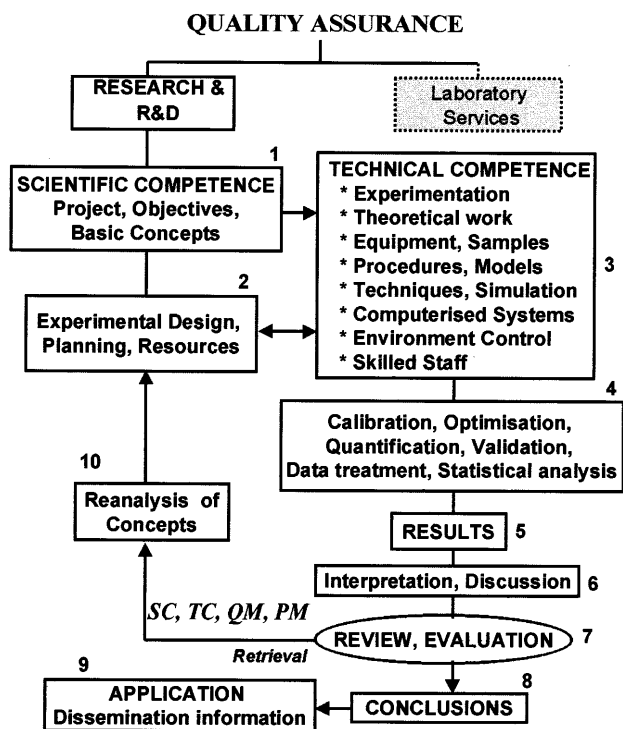 QUALITY ASSURANCE
RESEARCH &
R&D
Laboratory
Services
1
SCIENTIFIC COMPETENCE
Project, Objectives,
Basic Concepts
TECHNICAL COMPETENCE
* Experimentation
* Theoretical work
* Equipment, Samples
* Procedures, Models
* Techniques, Simulation
* Computerised Systems
* Environment Control
* Skilled Staff
3
2
Experimental Design,
Planning, Resources
4
Calibration, Optimisation,
Quantification, Validation,
Data treatment, Statistical analysis
10
Reanalysis of
Concepts
RESULTS
5
Interpretation, Discussion
6
SC, TC, QM, PM
Retrieval
REVIEW, EVALUATION
7
9
APPLICATION
Dissemination information
8
CONCLUSIONS